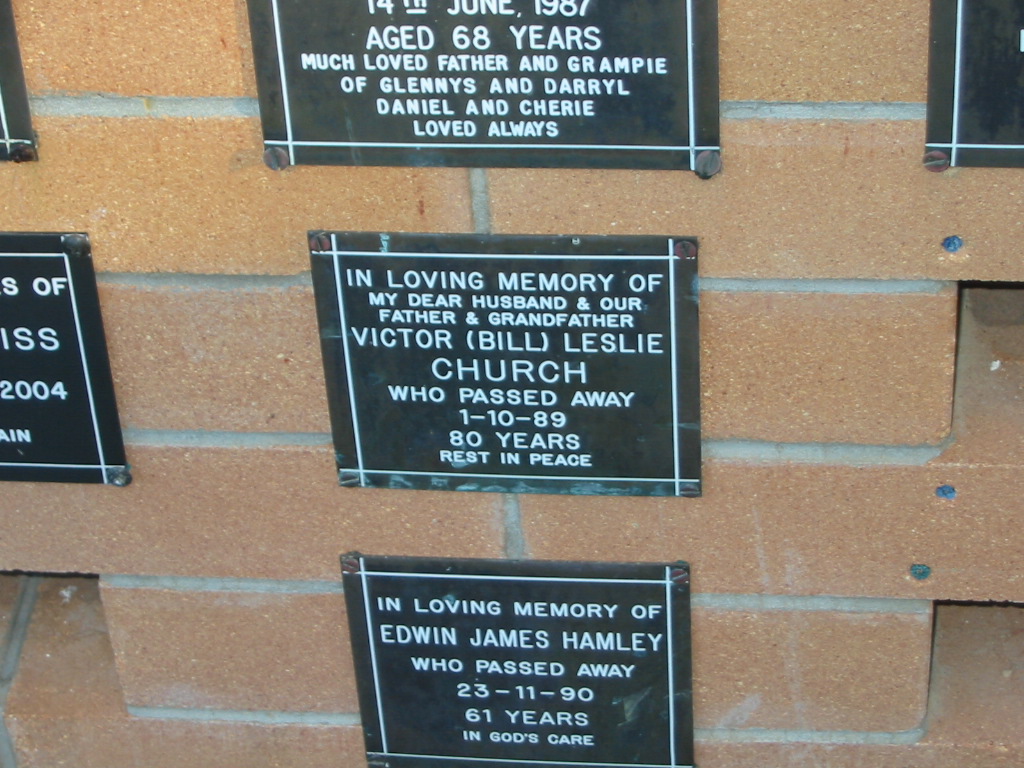 14TH JUNE, 1987
AGED 68 YEARS
MUCH LOVED FATHER AND GRAMPIE
OF GLENNYS AND DARRYL
DANIEL AND CHERIE
LOVED ALWAYS
S OF
ISS
2004
AIN
IN LOVING MEMORY OF
MY DEAR HUSBAND & OUR
FATHER & GRANDFATHER
VICTOR (BILL) LESLIE
CHURCH
WHO PASSED AWAY
1-10-89
80 YEARS
REST IN PEACE
IN LOVING MEMORY OF
EDWIN JAMES HAMLEY
WHO PASSED AWAY
23-11-90
61 YEARS
IN GOD'S CARE